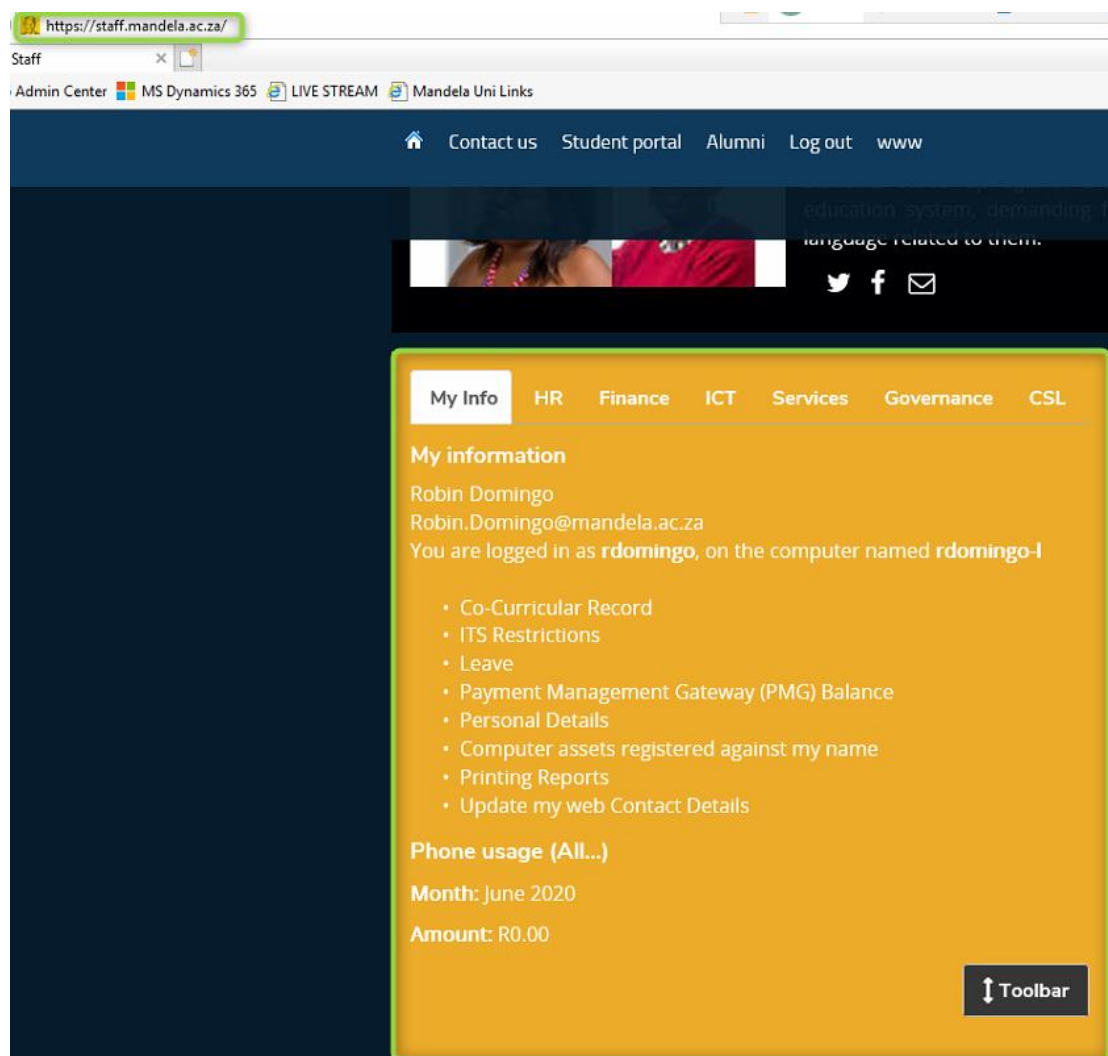 https://staff.mandela.ac.za/
Staff
Admin Center MS Dynamics 365 LIVE STREAM Mandela Uni Links
Contact us Student portal Alumni Log out www
education system, demanding
language related to them.
My Info HR Finance ICT Services Governance CSL
My information
Robin Domingo
Robin.Domingo@mandela.ac.za
You are logged in as rdomingo, on the computer named rdomingo-l
• Co-Curricular Record
• ITS Restrictions
• Leave
• Payment Management Gateway (PMG) Balance
• Personal Details
• Computer assets registered against my name
• Printing Reports
• Update my web Contact Details
Phone usage (All...)
Month: June 2020
Amount: R0.00
Toolbar